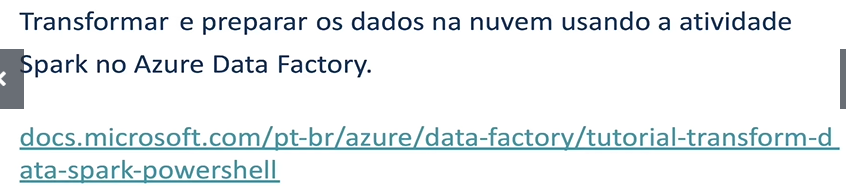 Transformar e preparar os dados na nuvem usando a atividade
Spark no Azure Data Factory.
docs.microsoft.com/pt-br/azure/data-factory/tutorial-transform-d
ata-spark-powershell